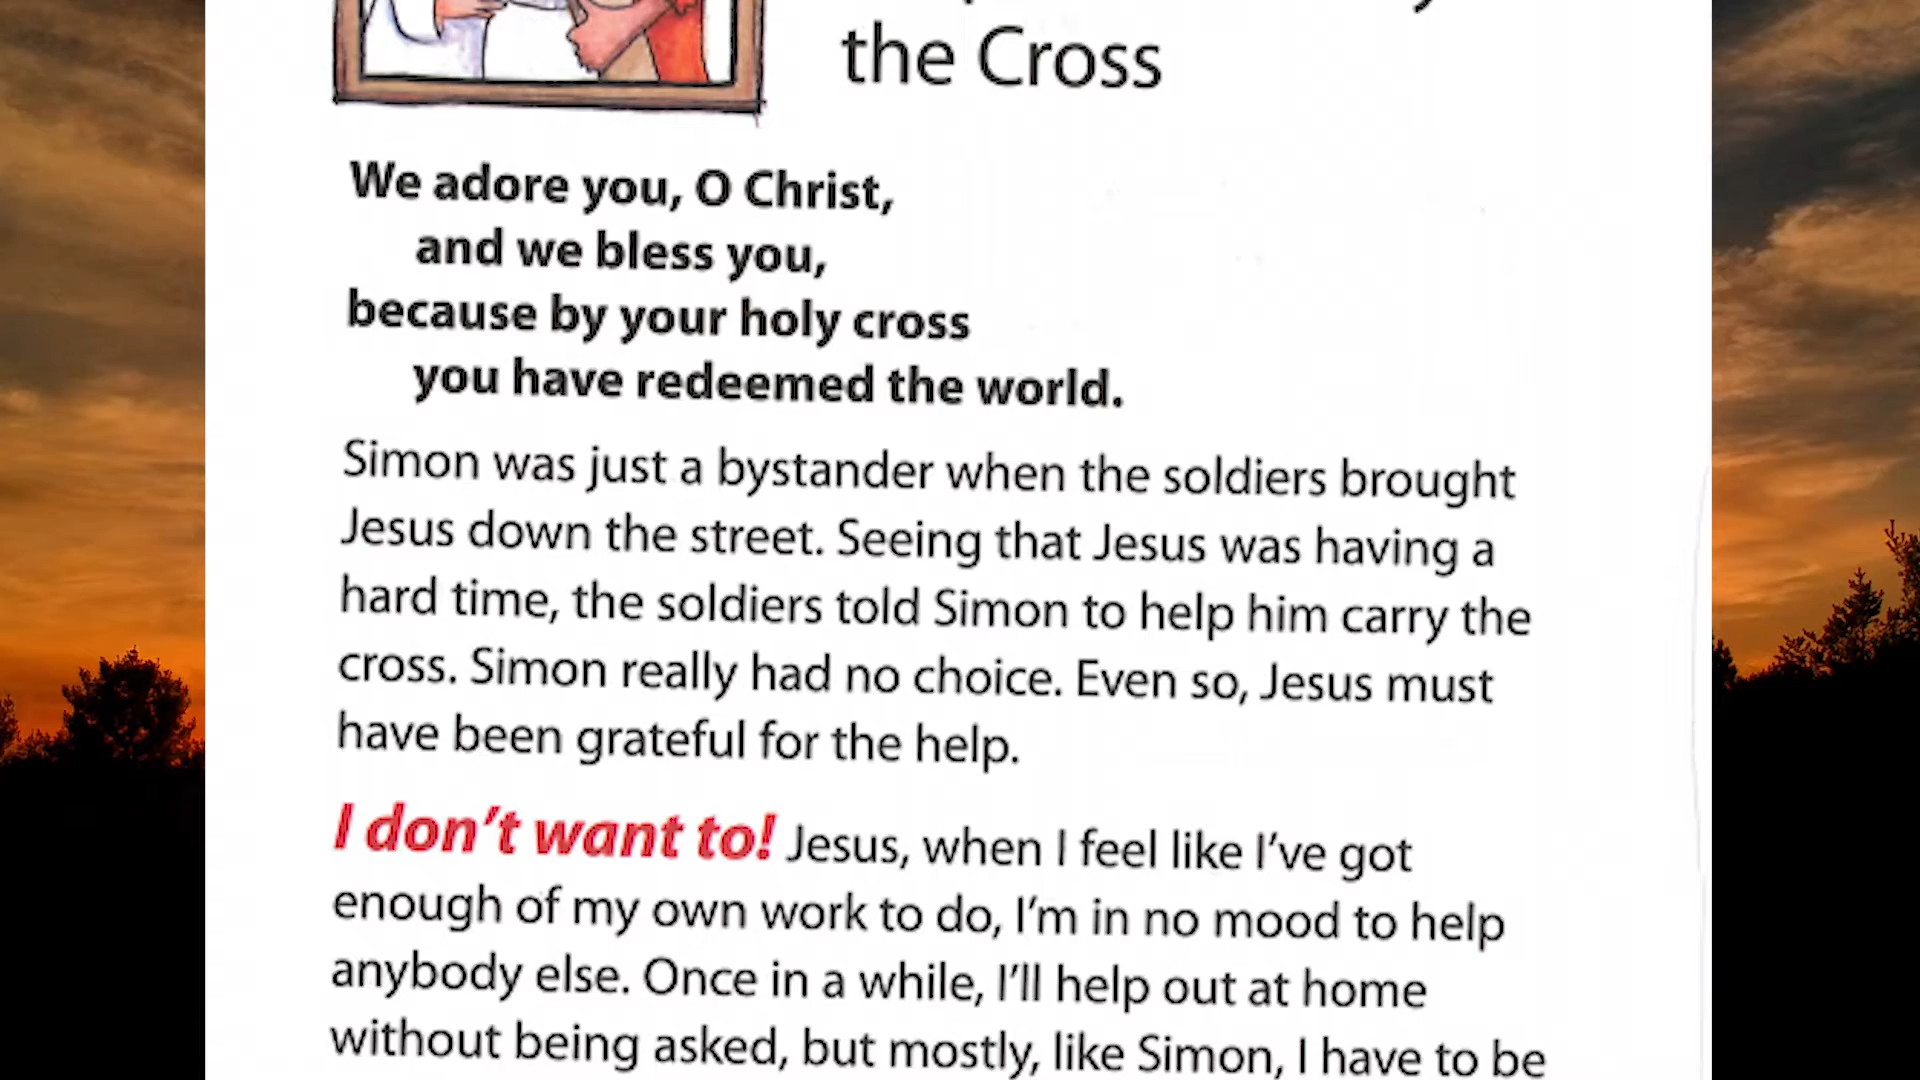 the Cross
We adore you, O Christ,
and we bless you,
because by your holy cross
you have redeemed the world.
Simon was just a bystander when the soldiers brought
Jesus down the street. Seeing that Jesus was having a
hard time, the soldiers told Simon to help him carry the
cross. Simon really had no choice. Even so, Jesus must
have been grateful for the help.
I don't want to! Jesus, when I feel like I've got
enough of my own work to do, I'm in no mood to help
anybody else. Once in a while, I'll help out at home
without being asked, but mostly, like Simon, I have to be